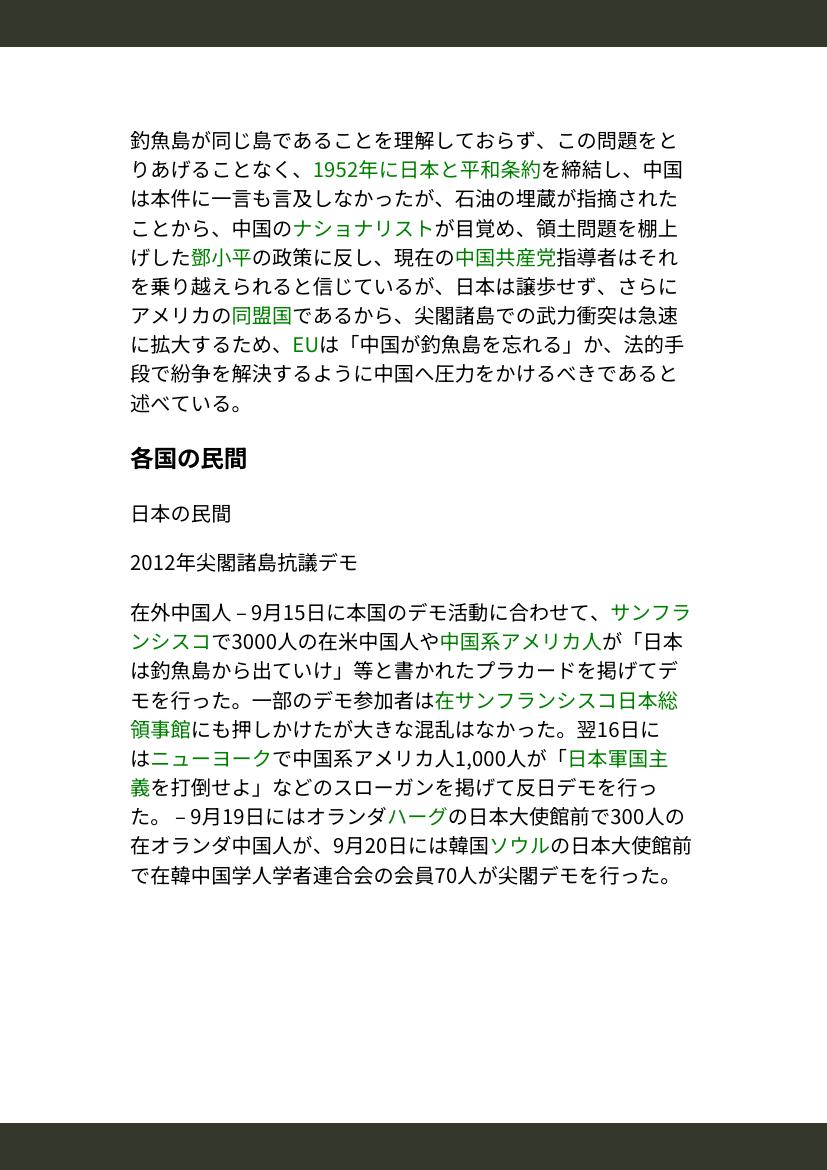 釣魚島が同じ島であることを理解しておらず、この問題をと
りあげることなく、1952年に日本と平和条約を締結し、中国
は本件に一言も言及しなかったが、石油の埋蔵が指摘された
ことから、中国のナショナリストが目覚め、領土問題を棚上
げした鄧小平の政策に反し、現在の中国共産党指導者はそれ
を乗り越えられると信じているが、日本は譲歩せず、さらに
アメリカの同盟国であるから、尖閣諸島での武力衝突は急速
に拡大するため、EUは「中国が釣魚島を忘れる」か、法的手
段で紛争を解決するように中国へ圧力をかけるべきであると
述べている。
各国の民間
日本の民間
2012年尖閣諸島抗議デモ
在外中国人 – 9月15日に本国のデモ活動に合わせて、サンフラ
ンシスコで3000人の在米中国人や中国系アメリカ人が「日本
は釣魚島から出ていけ」等と書かれたプラカードを掲げてデ
モを行った。一部のデモ参加者は在サンフランシスコ日本総
領事館にも押しかけたが大きな混乱はなかった。翌16日に
はニューヨークで中国系アメリカ人1,000人が「日本軍国主
義を打倒せよ」などのスローガンを掲げて反日デモを行っ
た。 – 9月19日にはオランダハーグの日本大使館前で300人の
在オランダ中国人が、9月20日には韓国ソウルの日本大使館前
で在韓中国学人学者連合会の会員70人が尖閣デモを行った。